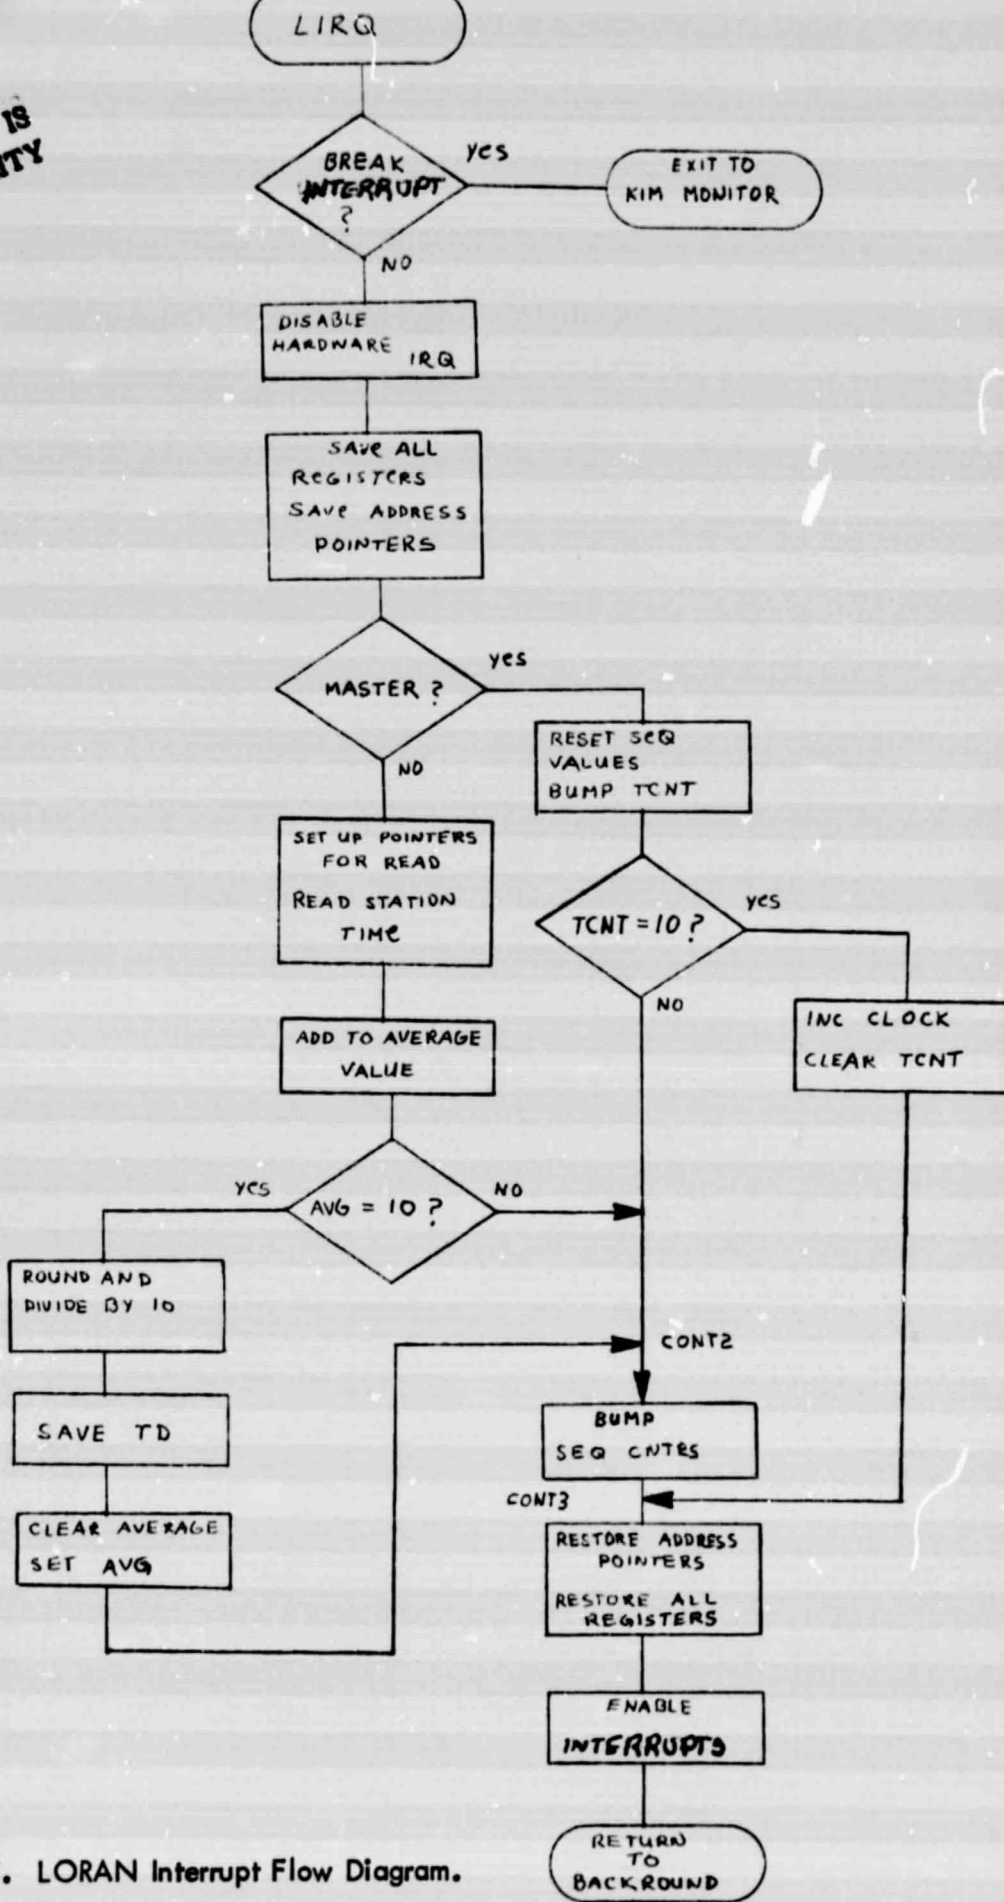 LIRQ
IS
BREAK
INTERRUPT
?
yes
EXIT TO
KIM MONITOR
NO
DISABLE
HARDWARE IRQ
SAVE ALL
REGISTERS
SAVE ADDRESS
POINTERS
MASTER ?
yes
NO
RESET SEQ
VALUES
BUMP TCNT
SET UP POINTERS
FOR READ
READ STATION
TIME
TCNT = 10 ?
yes
NO
INC CLOCK
CLEAR TCNT
ADD TO AVERAGE
VALUE
AVG = 10 ?
yes
NO
ROUND AND
DIVIDE BY 10
CONT2
SAVE TD
BUMP
SEQ CNTRS
CONT3
CLEAR AVERAGE
SET AVG
RESTORE ADDRESS
POINTERS
RESTORE ALL
REGISTERS
ENABLE
INTERRUPTS
RETURN
TO
BACKROUND
. LORAN Interrupt Flow Diagram.